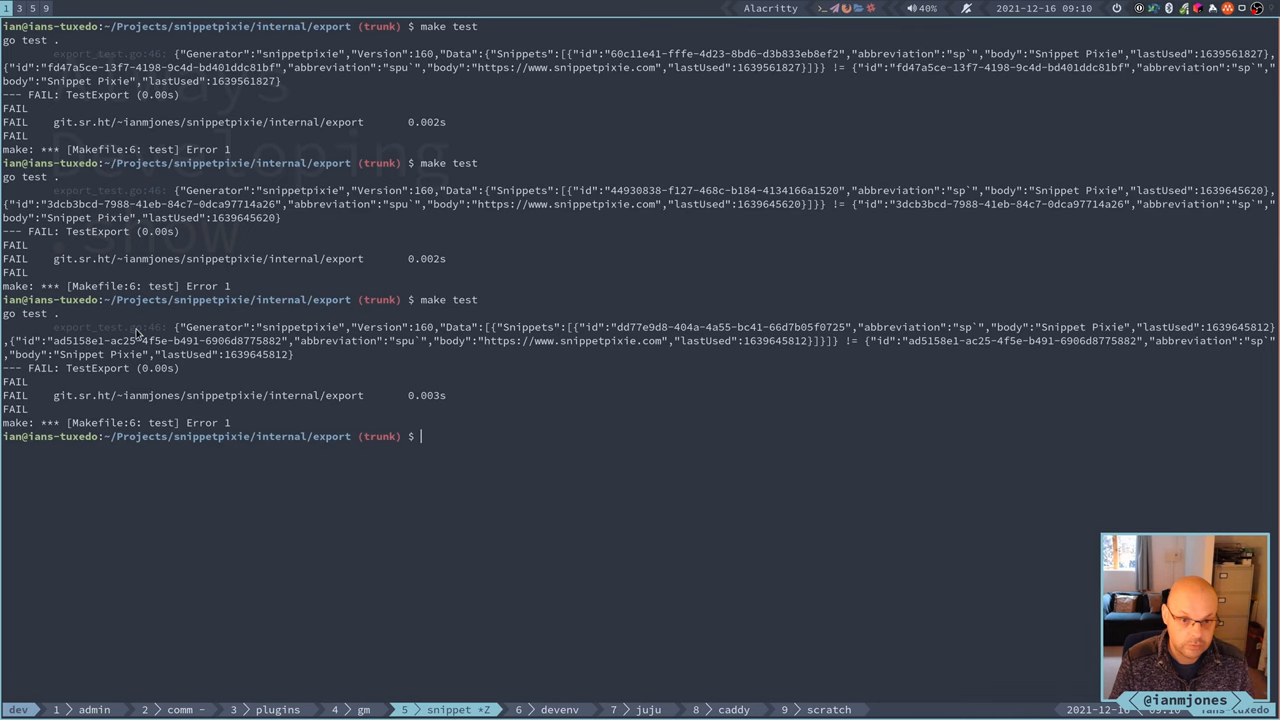 1 3 5 9 Alacritty 40% 2021-12-16 09:10
ian@ians-tuxedo:~/Projects/snippetpixie/internal/export (trunk) $ make test
go test .
export_test.go:46: {"Generator":"snippetpixie","Version":160,"Data":{"Snippets":[{"id":"60c11e41-fffe-4d23-8bd6-d3b833eb8ef2","abbreviation":"sp`","body":"Snippet Pixie","lastUsed":1639561827},
{"id":"fd47a5ce-13f7-4198-9c4d-bd401ddc81bf","abbreviation":"spu`","body":"https://www.snippetpixie.com","lastUsed":1639561827}]}} != {"id":"fd47a5ce-13f7-4198-9c4d-bd401ddc81bf","abbreviation":"sp`","
body":"Snippet Pixie","lastUsed":1639561827}
--- FAIL: TestExport (0.00s)
FAIL
FAIL git.sr.ht/~ianmjones/snippetpixie/internal/export 0.002s
FAIL
make: *** [Makefile:6: test] Error 1
ian@ians-tuxedo:~/Projects/snippetpixie/internal/export (trunk) $ make test
go test .
export_test.go:46: {"Generator":"snippetpixie","Version":160,"Data":{"Snippets":[{"id":"44930838-f127-468c-b184-4134166a1520","abbreviation":"sp`","body":"Snippet Pixie","lastUsed":1639645620},
{"id":"3dcb3bcd-7988-41eb-84c7-0dca97714a26","abbreviation":"spu`","body":"https://www.snippetpixie.com","lastUsed":1639645620}]}} != {"id":"3dcb3bcd-7988-41eb-84c7-0dca97714a26","abbreviation":"sp`","
body":"Snippet Pixie","lastUsed":1639645620}
--- FAIL: TestExport (0.00s)
FAIL
FAIL git.sr.ht/~ianmjones/snippetpixie/internal/export 0.002s
FAIL
make: *** [Makefile:6: test] Error 1
ian@ians-tuxedo:~/Projects/snippetpixie/internal/export (trunk) $ make test
go test .
export_test.go:46: {"Generator":"snippetpixie","Version":160,"Data":[{"Snippets":[{"id":"dd77e9d8-404a-4a55-bc41-66d7b05f0725","abbreviation":"sp`","body":"Snippet Pixie","lastUsed":1639645812}
,{"id":"ad5158e1-ac25-4f5e-b491-6906d8775882","abbreviation":"spu`","body":"https://www.snippetpixie.com","lastUsed":1639645812}]}]} != {"id":"ad5158e1-ac25-4f5e-b491-6906d8775882","abbreviation":"sp`"
,"body":"Snippet Pixie","lastUsed":1639645812}
--- FAIL: TestExport (0.00s)
FAIL
FAIL git.sr.ht/~ianmjones/snippetpixie/internal/export 0.003s
FAIL
make: *** [Makefile:6: test] Error 1
ian@ians-tuxedo:~/Projects/snippetpixie/internal/export (trunk) $
Developing
.show
@ianmjones
dev 1 admin 2 comm - 3 plugins 4 gm 5 snippet *Z 6 devenv 7 juju 8 caddy 9 scratch